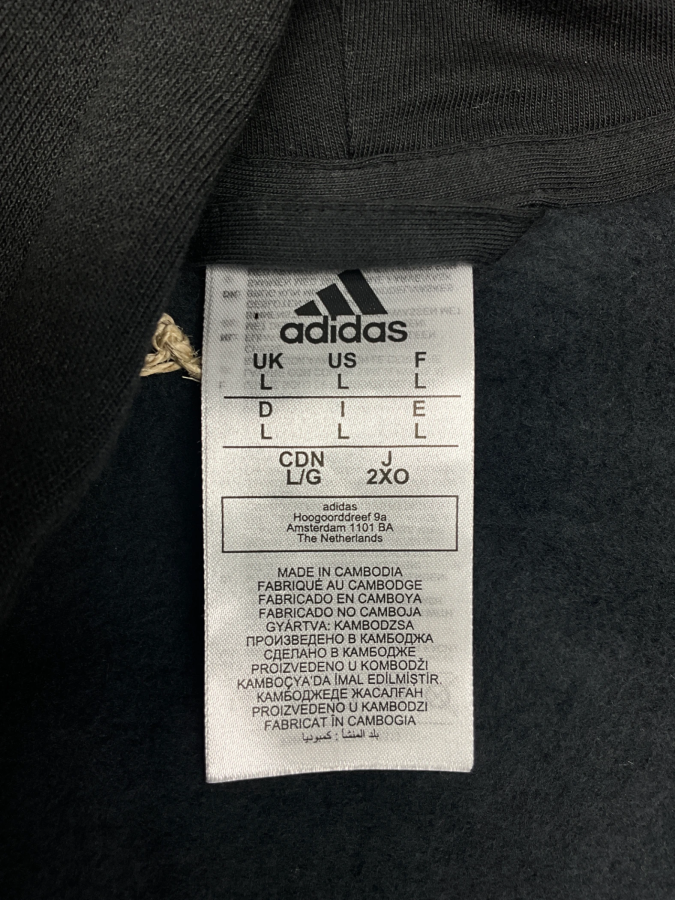 adidas
UK US F
L L L
D I E
L L L
CDN J
L/G 2XO
adidas
Hoogoorddreef 9a
Amsterdam 1101 BA
The Netherlands
MADE IN CAMBODIA
FABRIQUÉ AU CAMBODGE
FABRICADO EN CAMBOYA
FABRICADO NO CAMBOJA
GYÁRTVA: KAMBODZSA
ПРОИЗВЕДЕНО В КАМБОДЖА
СДЕЛАНО В КАМБОДЖЕ
PROIZVEDENO U KOMBODŽI
KAMBOÇYA'DA İMAL EDİLMİŞTİR.
КАМБОДЖЕДЕ ЖАСАЛҒАН
PROIZVEDENO U KAMBODZI
FABRICAT ÎN CAMBOGIA
بلد المنشأ : كمبوديا